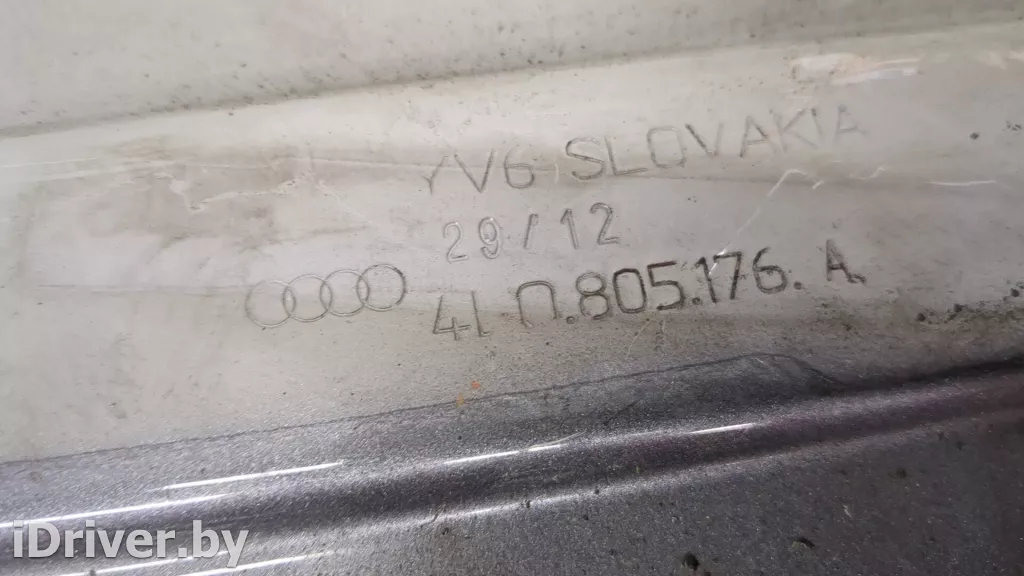 YV6 SLOVAKIA
29/12
4L0.805.176. A.
iDriver.by